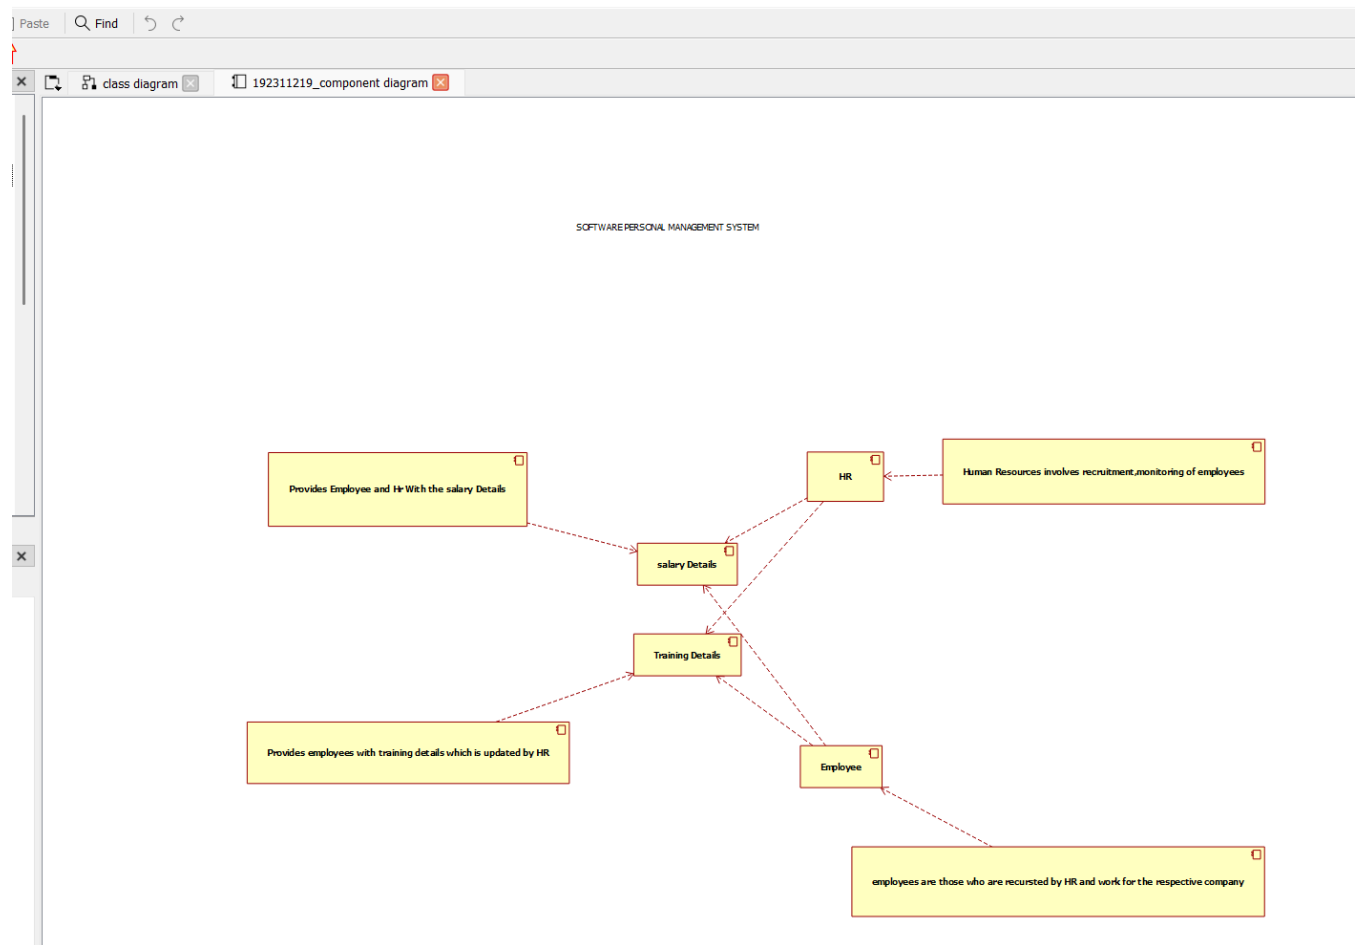 Paste Find
class diagram 192311219_component diagram
SOFTWARE PERSONAL MANAGEMENT SYSTEM
Human Resources involves recruitment,monitoring of employees
HR
Provides Employee and Hr With the salary Details
salary Details
Training Details
Provides employees with training details which is updated by HR
Employee
employees are those who are recursted by HR and work for the respective company